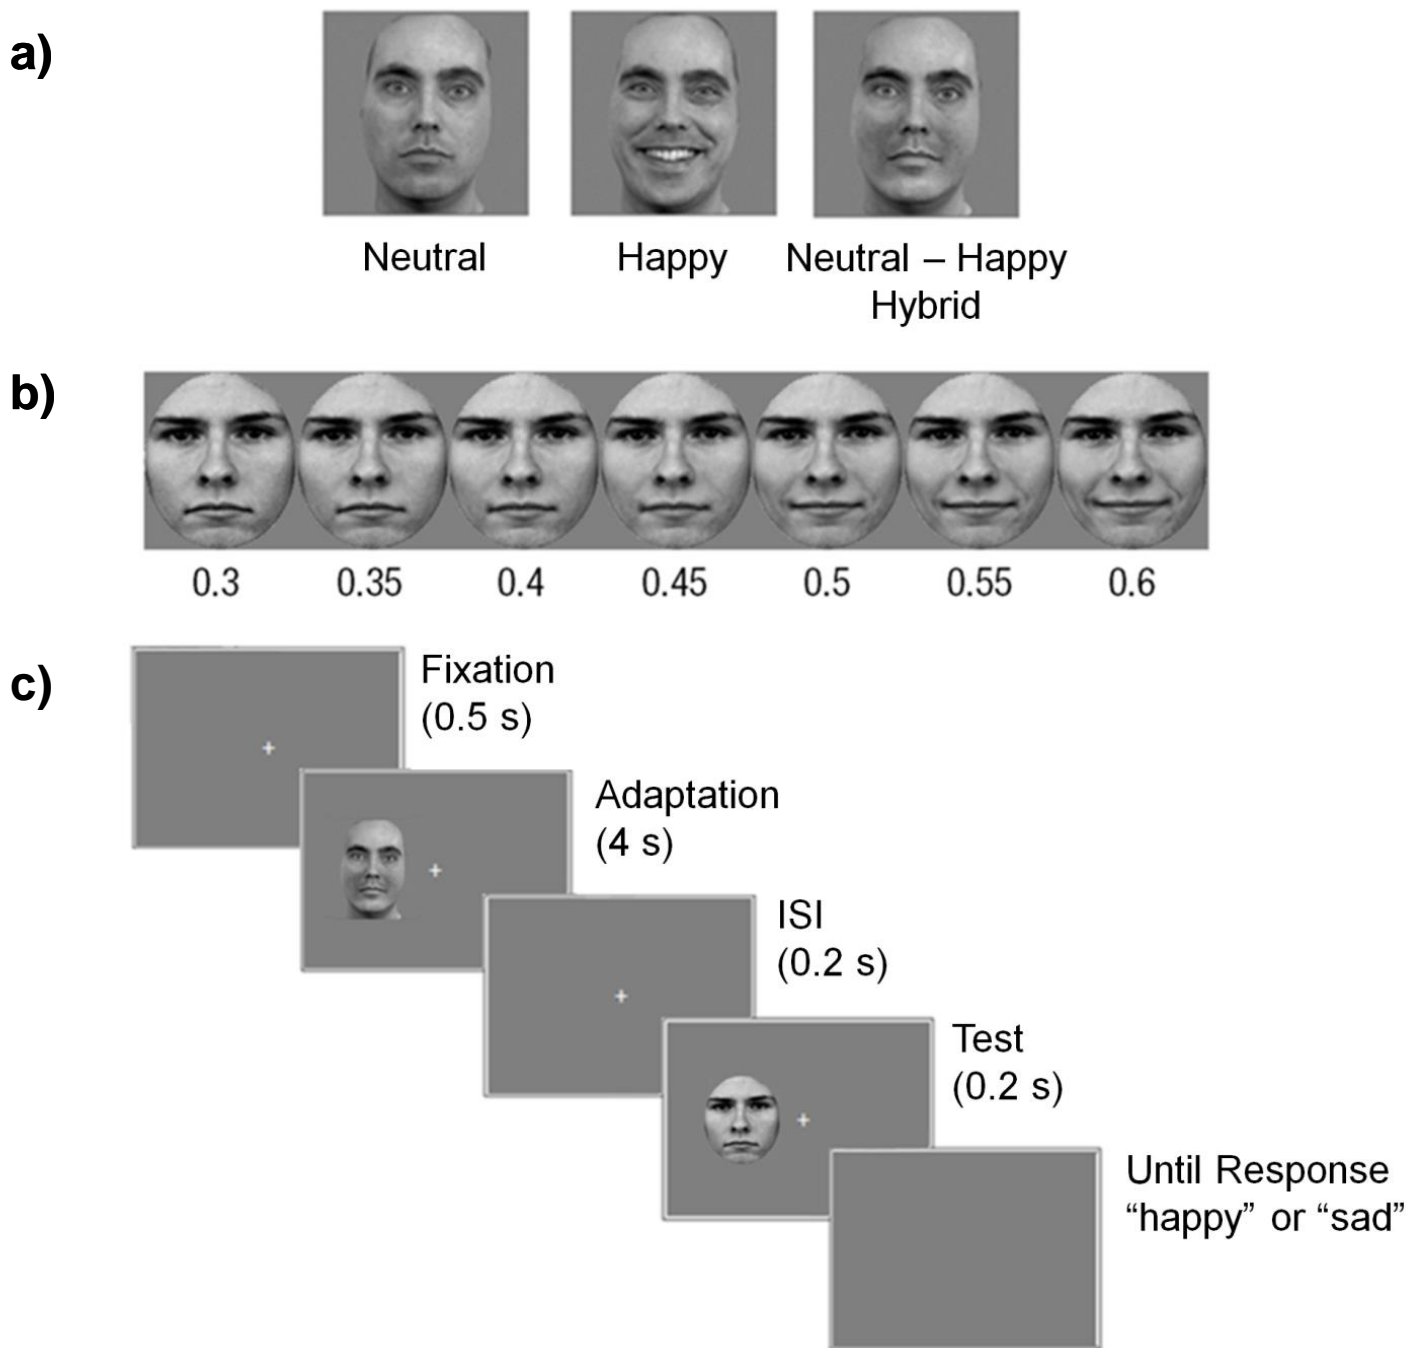 a)
Neutral
Happy
Neutral – Happy
Hybrid
b)
0.3 0.35 0.4 0.45 0.5 0.55 0.6
c)
Fixation
(0.5 s)
Adaptation
(4 s)
ISI
(0.2 s)
Test
(0.2 s)
Until Response
“happy” or “sad”